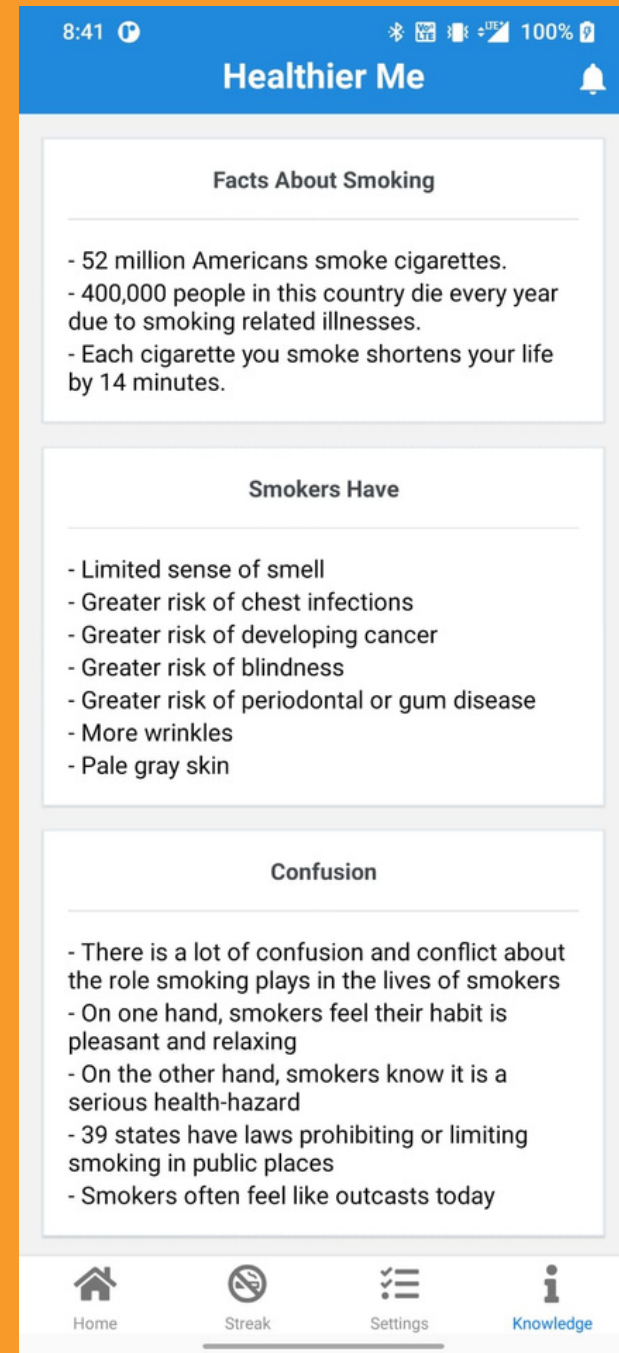 8:41
VoLTE LTE 100%
Healthier Me
Facts About Smoking
- 52 million Americans smoke cigarettes.
- 400,000 people in this country die every year
due to smoking related illnesses.
- Each cigarette you smoke shortens your life
by 14 minutes.
Smokers Have
- Limited sense of smell
- Greater risk of chest infections
- Greater risk of developing cancer
- Greater risk of blindness
- Greater risk of periodontal or gum disease
- More wrinkles
- Pale gray skin
Confusion
- There is a lot of confusion and conflict about
the role smoking plays in the lives of smokers
- On one hand, smokers feel their habit is
pleasant and relaxing
- On the other hand, smokers know it is a
serious health-hazard
- 39 states have laws prohibiting or limiting
smoking in public places
- Smokers often feel like outcasts today
Home Streak Settings Knowledge